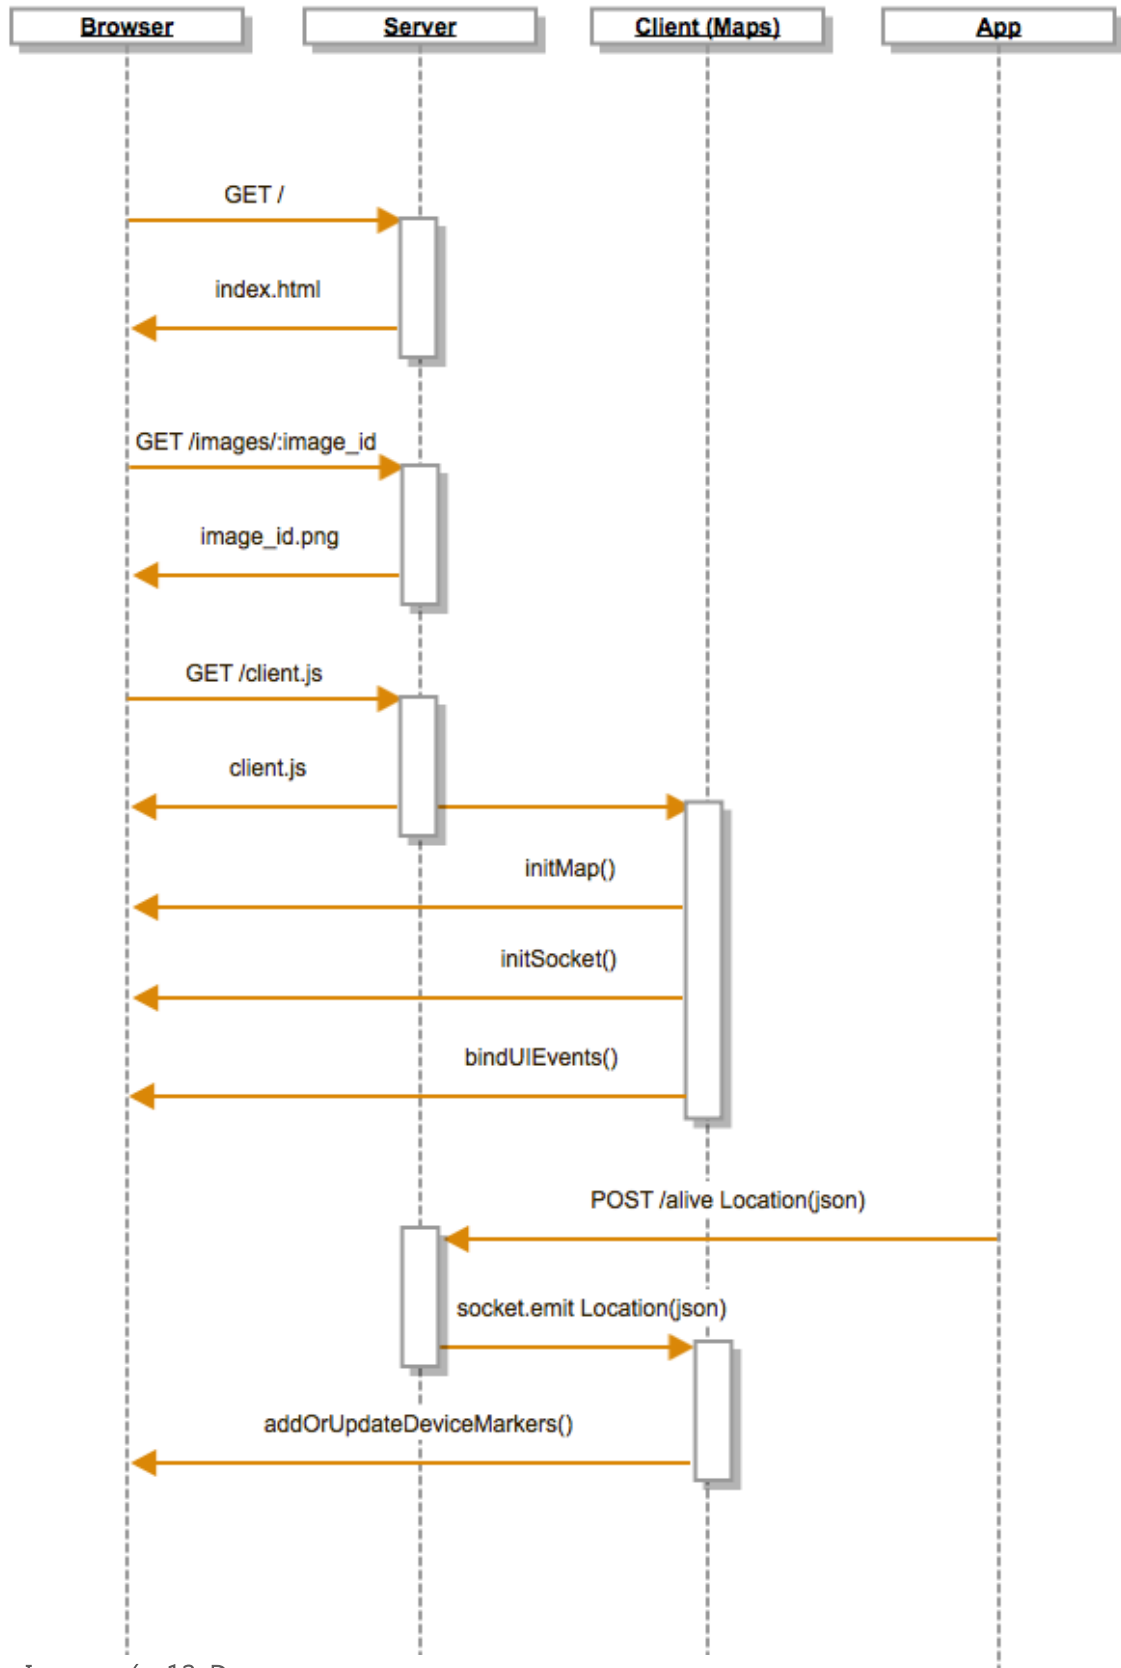 Browser Server Client (Maps) App
GET /
index.html
GET /images/:image_id
image_id.png
GET /client.js
client.js
initMap()
initSocket()
bindUIEvents()
POST /alive Location(json)
socket.emit Location(json)
addOrUpdateDeviceMarkers()